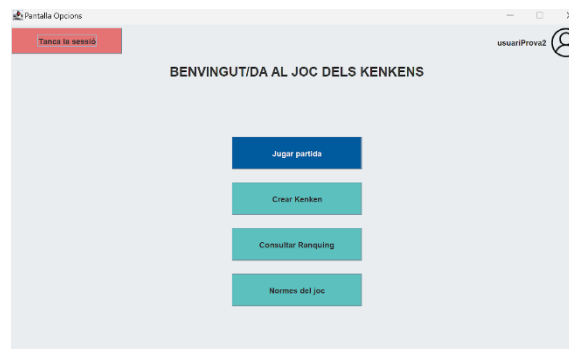 Pantalla Opcions
Tanca la sessió
usuariProva2
BENVINGUT/DA AL JOC DELS KENKENS
Jugar partida
Crear Kenken
Consultar Ranquing
Normes del joc